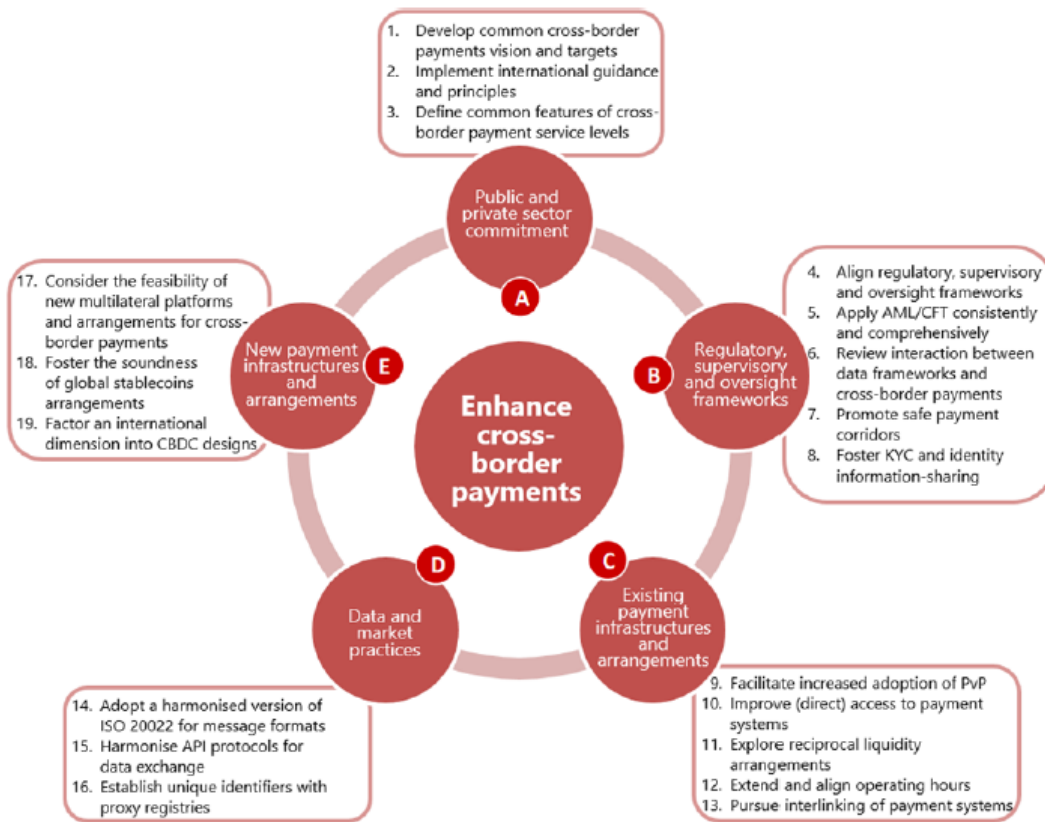 1. Develop common cross-border
payments vision and targets
2. Implement international guidance
and principles
3. Define common features of cross-
border payment service levels
Public and
private sector
commitment
A
17. Consider the feasibility of
new multilateral platforms
and arrangements for cross-
border payments
18. Foster the soundness
of global stablecoins
arrangements
19. Factor an international
dimension into CBDC designs
New payment
infrastructures
and
arrangements
E
Enhance
cross-
border
payments
B
Regulatory,
supervisory
and oversight
frameworks
4. Align regulatory, supervisory
and oversight frameworks
5. Apply AML/CFT consistently
and comprehensively
6. Review interaction between
data frameworks and
cross-border payments
7. Promote safe payment
corridors
8. Foster KYC and identity
information-sharing
D
Data and
market
practices
C
Existing
payment
infrastructures
and
arrangements
14. Adopt a harmonised version of
ISO 20022 for message formats
15. Harmonise API protocols for
data exchange
16. Establish unique identifiers with
proxy registries
9. Facilitate increased adoption of PvP
10. Improve (direct) access to payment
systems
11. Explore reciprocal liquidity
arrangements
12. Extend and align operating hours
13. Pursue interlinking of payment systems